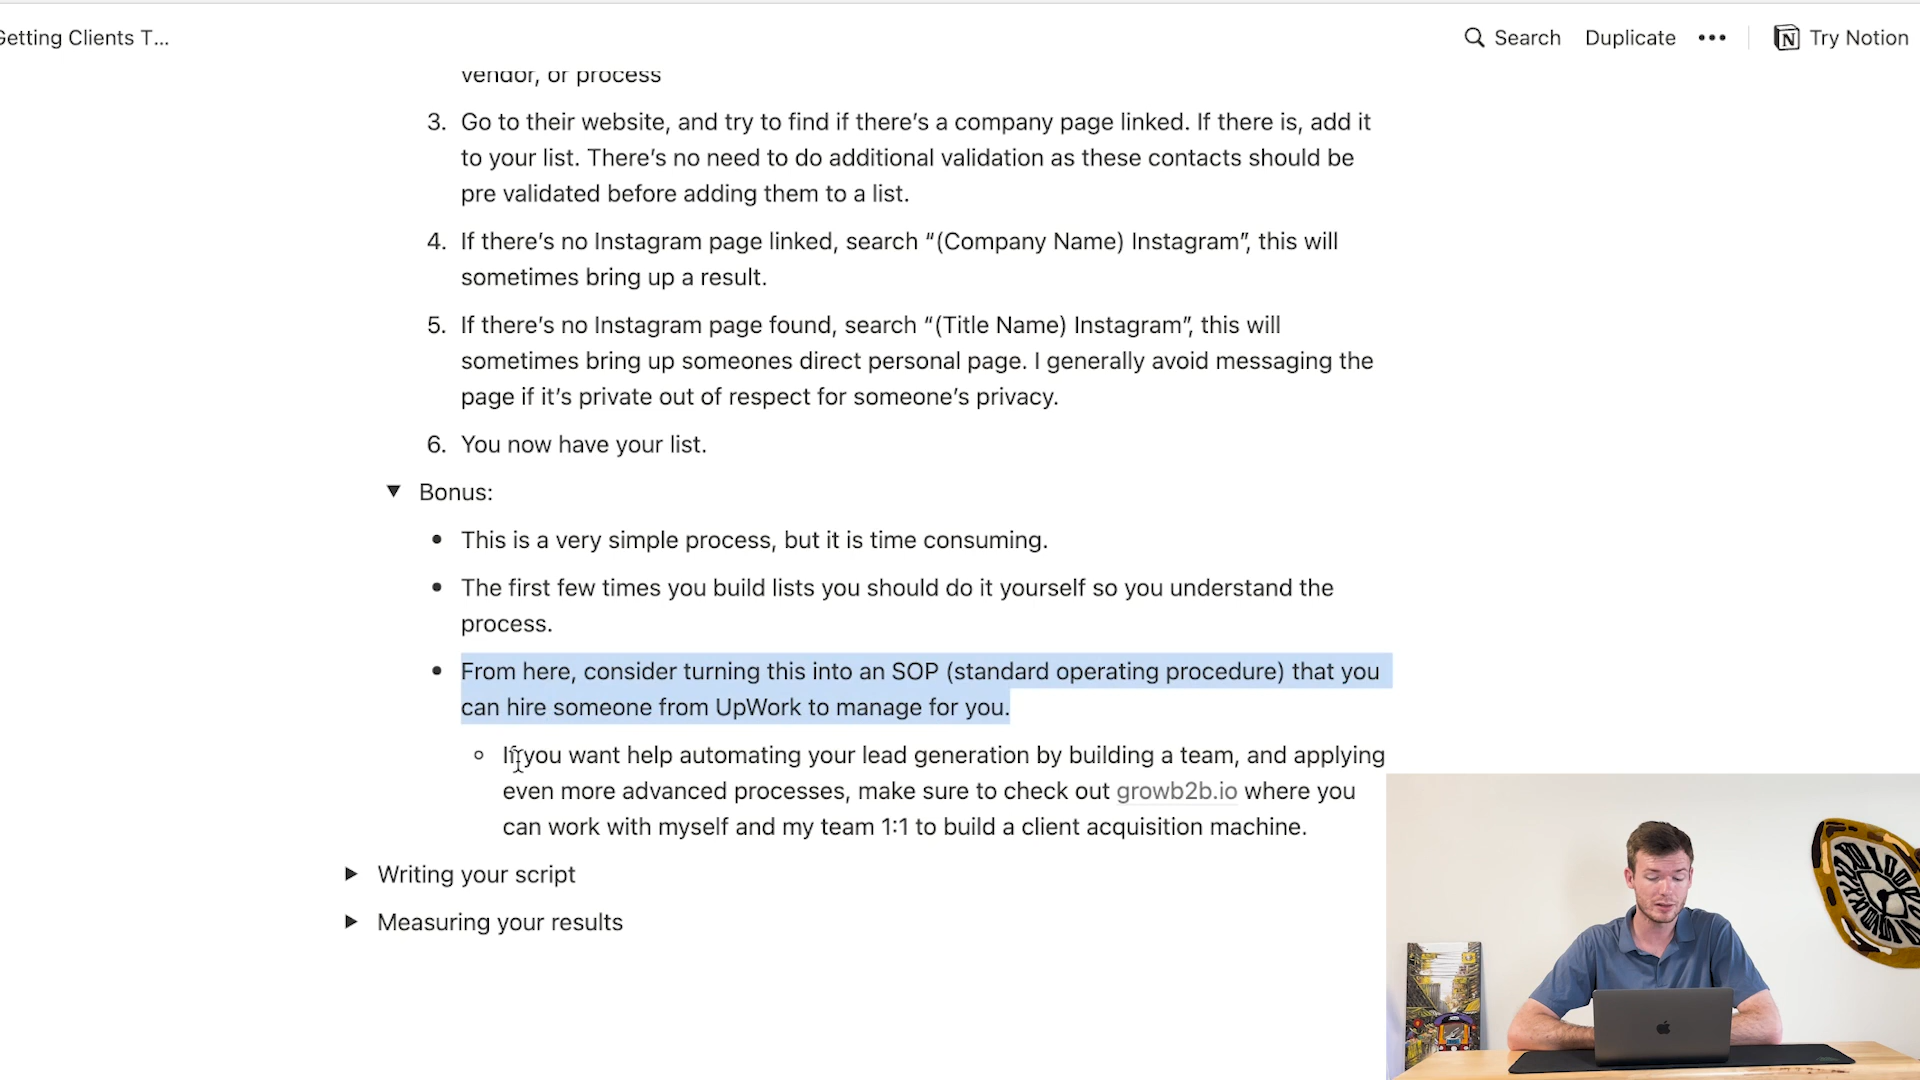 Getting Clients T...
Search
Duplicate
•••
Try Notion
vendor, or process
3. Go to their website, and try to find if there's a company page linked. If there is, add it
to your list. There's no need to do additional validation as these contacts should be
pre validated before adding them to a list.
4. If there's no Instagram page linked, search “(Company Name) Instagram”, this will
sometimes bring up a result.
5. If there's no Instagram page found, search “(Title Name) Instagram”, this will
sometimes bring up someones direct personal page. I generally avoid messaging the
page if it's private out of respect for someone's privacy.
6. You now have your list.
Bonus:
This is a very simple process, but it is time consuming.
The first few times you build lists you should do it yourself so you understand the
process.
From here, consider turning this into an SOP (standard operating procedure) that you
can hire someone from UpWork to manage for you.
If you want help automating your lead generation by building a team, and applying
even more advanced processes, make sure to check out growb2b.io where you
can work with myself and my team 1:1 to build a client acquisition machine.
Writing your script
Measuring your results